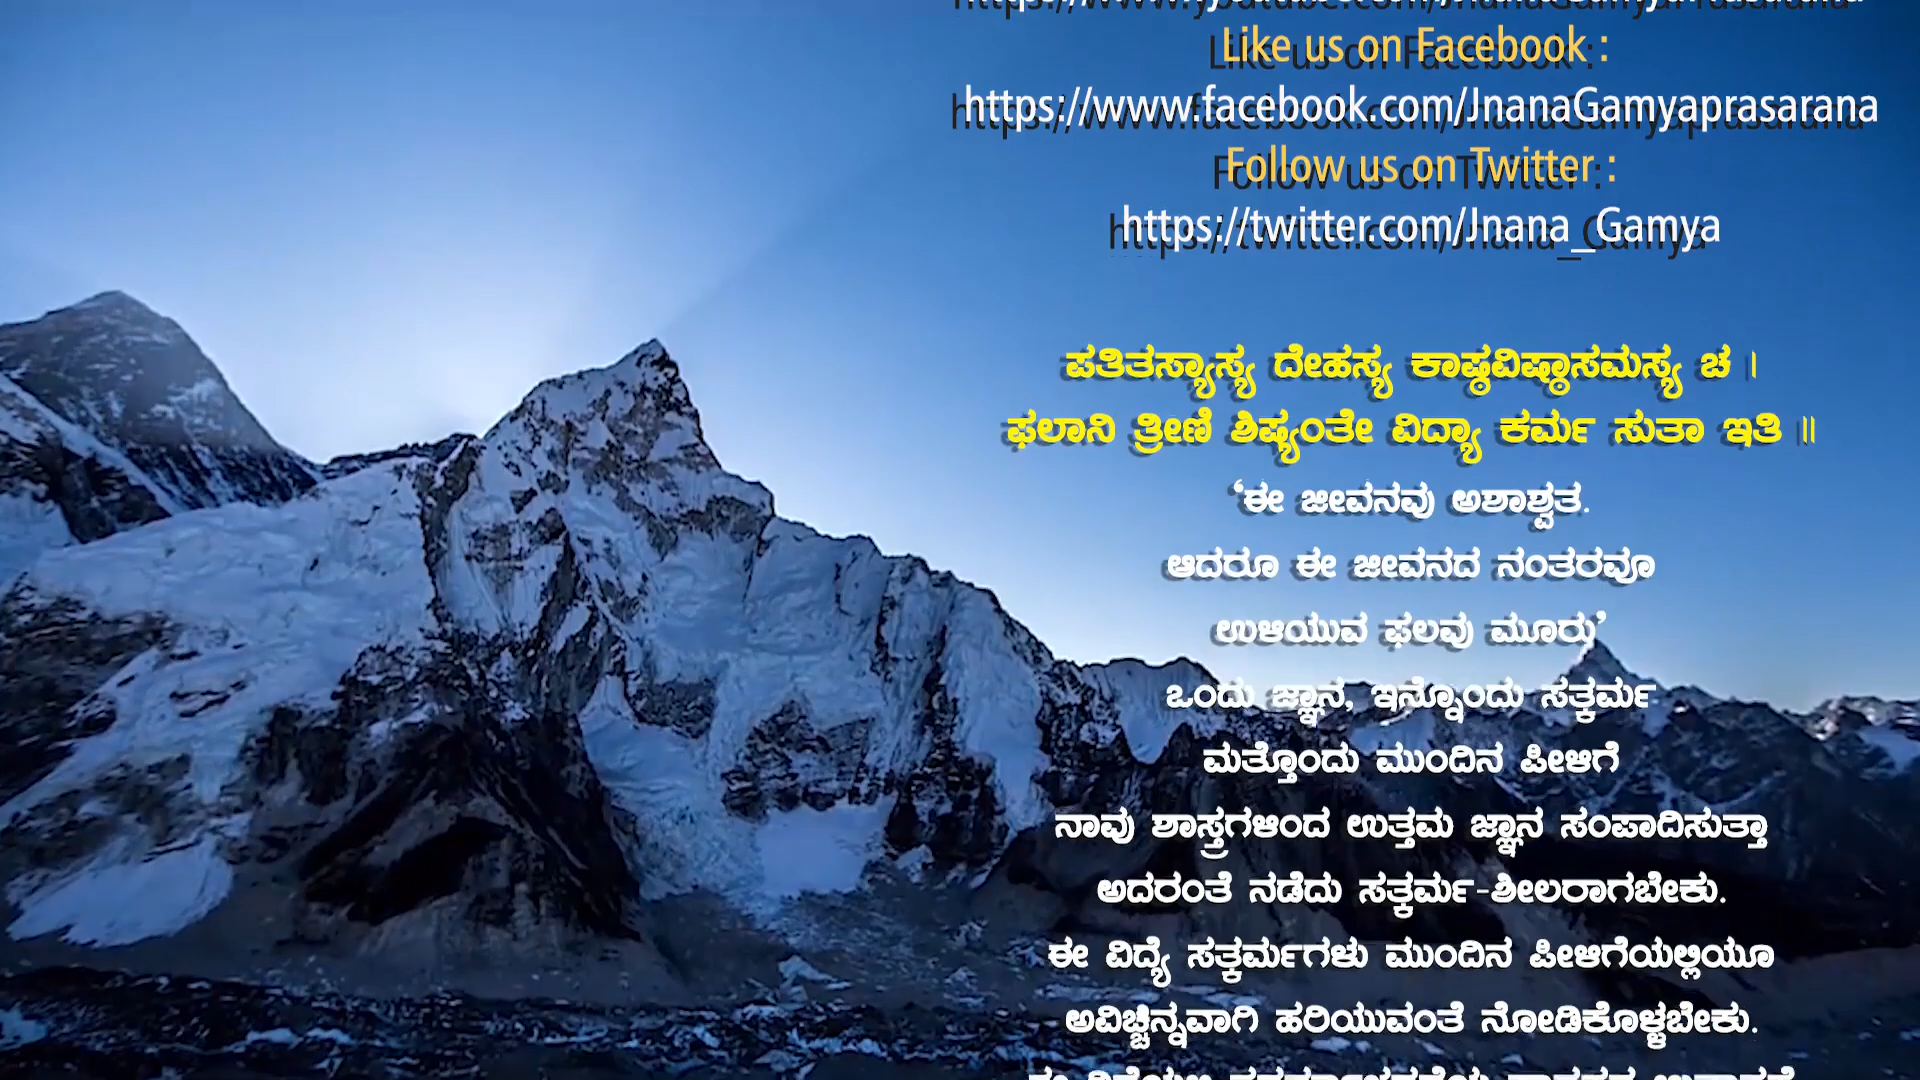 Like us on Facebook :
https://www.facebook.com/JnanaGamyaprasarana
Follow us on Twitter :
https://twitter.com/Jnana_Gamya
ಪತಿತಸ್ಯಾಸ್ಯ ದೇಹಸ್ಯ ಕಾಷ್ಠವಿಷ್ಠಾಸಮಸ್ಯ ಚ ।
ಫಲಾನಿ ತ್ರೀಣಿ ಶಿಷ್ಯಂತೇ ವಿದ್ಯಾ ಕರ್ಮ ಸುತಾ ಇತಿ ॥
‘ಈ ಜೀವನವು ಅಶಾಶ್ವತ.
ಆದರೂ ಈ ಜೀವನದ ನಂತರವೂ
ಉಳಿಯುವ ಫಲವು ಮೂರು’
ಒಂದು ಜ್ಞಾನ, ಇನ್ನೊಂದು ಸತ್ಕರ್ಮ
ಮತ್ತೊಂದು ಮುಂದಿನ ಪೀಳಿಗೆ
ನಾವು ಶಾಸ್ತ್ರಗಳಿಂದ ಉತ್ತಮ ಜ್ಞಾನ ಸಂಪಾದಿಸುತ್ತಾ
ಅದರಂತೆ ನಡೆದು ಸತ್ಕರ್ಮ-ಶೀಲರಾಗಬೇಕು.
ಈ ವಿದ್ಯೆ ಸತ್ಕರ್ಮಗಳು ಮುಂದಿನ ಪೀಳಿಗೆಯಲ್ಲಿಯೂ
ಅವಿಚ್ಛಿನ್ನವಾಗಿ ಹರಿಯುವಂತೆ ನೋಡಿಕೊಳ್ಳಬೇಕು.